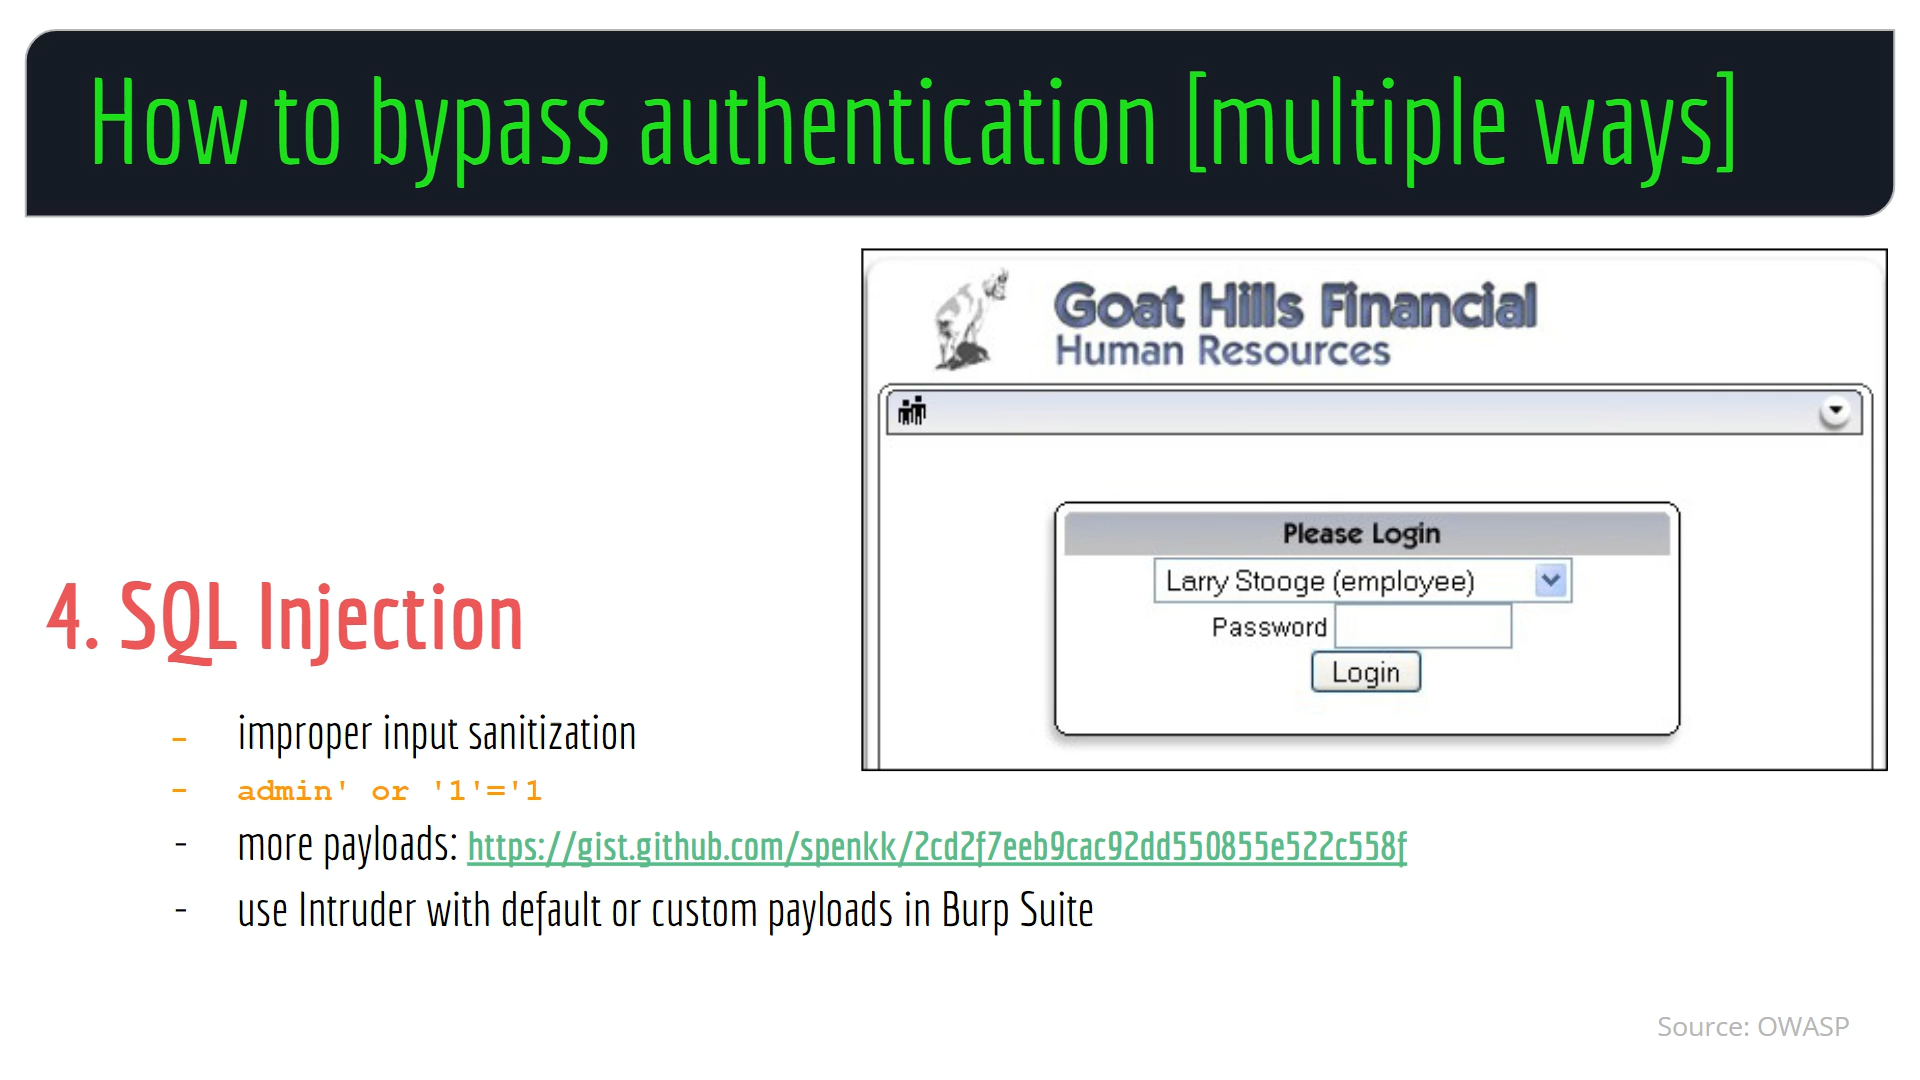 How to bypass authentication [multiple ways]
Goat Hills Financial
Human Resources
Please Login
Larry Stooge (employee)
Password
Login
4. SQL Injection
- improper input sanitization
- admin' or '1'='1
- more payloads: https://gist.github.com/spenkk/2cd2f7eeb9cac92dd550855e522c558f
- use Intruder with default or custom payloads in Burp Suite
Source: OWASP